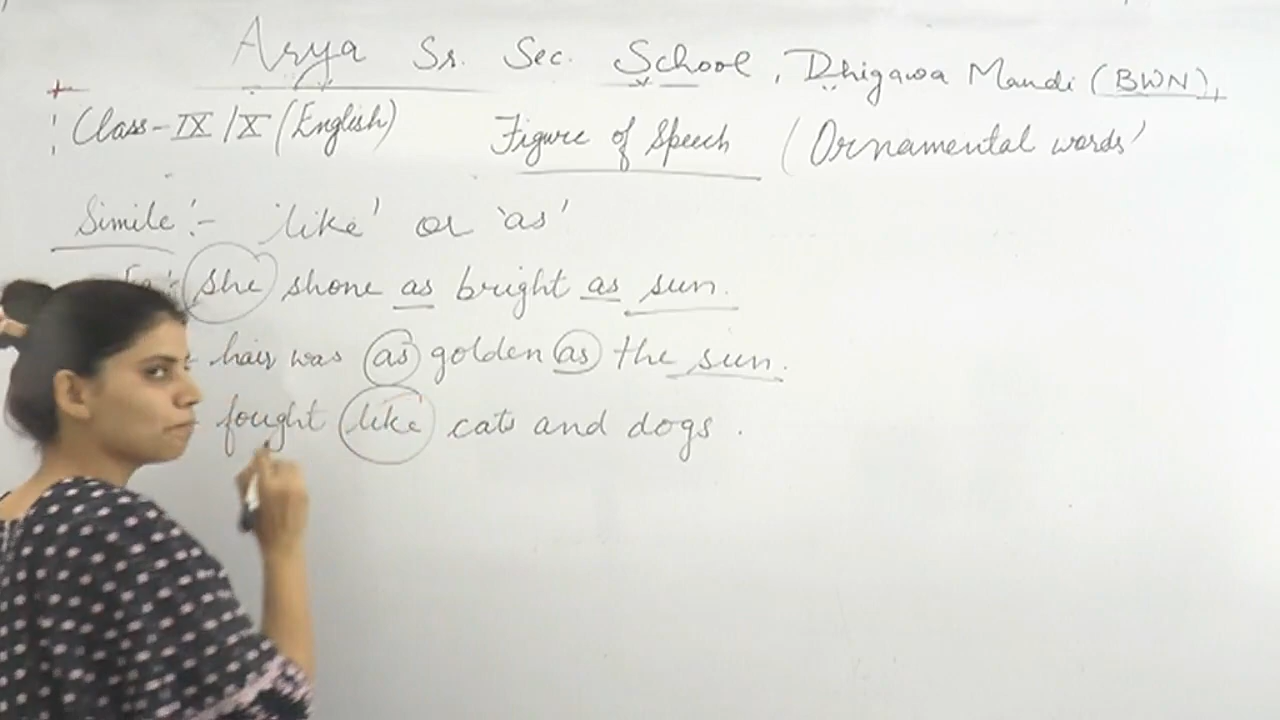 Arya Sr. Sec. School, Dhigawa Mandi (BWN),
Class-IX/X (English) Figure of Speech (Ornamental words'
Simile :- 'like' or 'as'
she shone as bright as sun.
hair was as golden as the sun.
fought like cats and dogs.